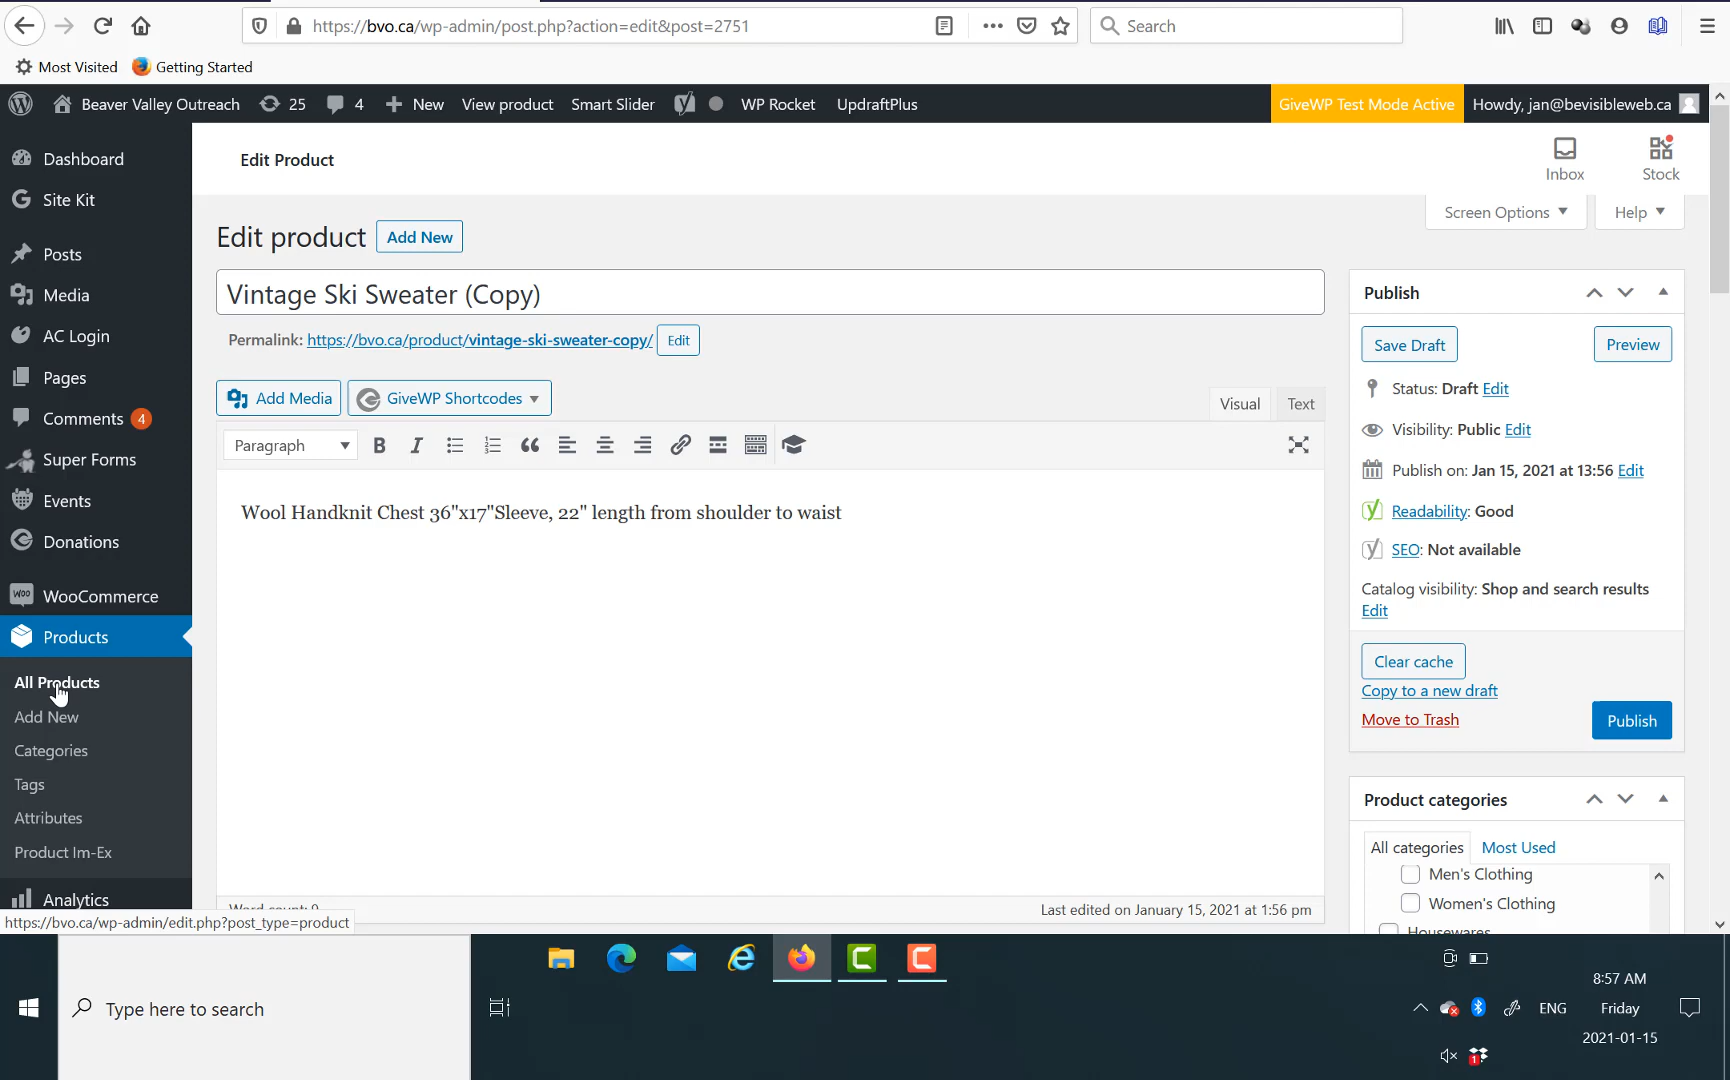 https://bvo.ca/wp-admin/post.php?action=edit&post=2751
Search
Most Visited
Getting Started
Beaver Valley Outreach
25
4
New
View product
Smart Slider
WP Rocket
UpdraftPlus
GiveWP Test Mode Active
Howdy, jan@bevisibleweb.ca
Dashboard
Site Kit
Posts
Media
AC Login
Pages
Comments 4
Super Forms
Events
Donations
WooCommerce
Products
All Products
Add New
Categories
Tags
Attributes
Product Im-Ex
Analytics
https://bvo.ca/wp-admin/edit.php?post_type=product
Edit Product
Inbox
Stock
Screen Options
Help
Edit product
Add New
Vintage Ski Sweater (Copy)
Permalink: https://bvo.ca/product/vintage-ski-sweater-copy/ Edit
Add Media
GiveWP Shortcodes
Visual
Text
Paragraph
B
I
Wool Handknit Chest 36"x17"Sleeve, 22" length from shoulder to waist
Word count: 9
Last edited on January 15, 2021 at 1:56 pm
Publish
Save Draft
Preview
Status: Draft Edit
Visibility: Public Edit
Publish on: Jan 15, 2021 at 13:56 Edit
Readability: Good
SEO: Not available
Catalog visibility: Shop and search results
Edit
Clear cache
Copy to a new draft
Move to Trash
Publish
Product categories
All categories
Most Used
Men's Clothing
Women's Clothing
Housewares
Type here to search
ENG
8:57 AM
Friday
2021-01-15
1